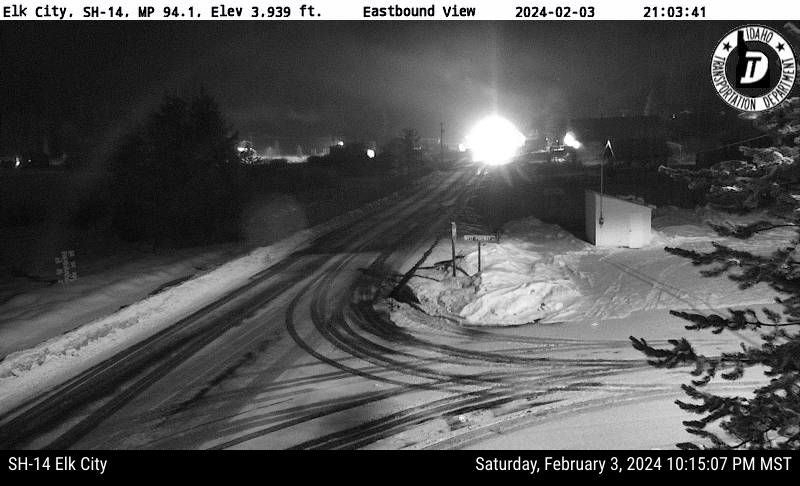 Elk City, SH-14, MP 94.1, Elev 3,939 ft. Eastbound View 2024-02-03 21:03:41
IDAHO
TRANSPORTATION DEPARTMENT
SH-14 Elk City Saturday, February 3, 2024 10:15:07 PM MST